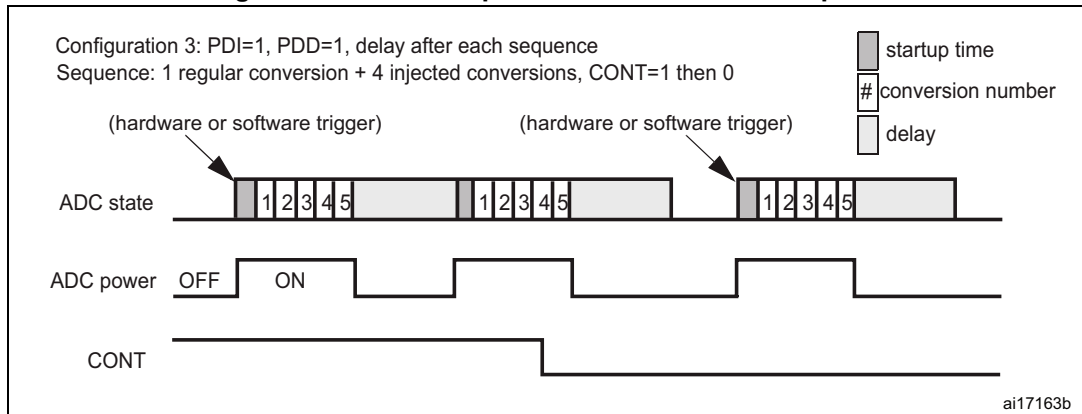 Configuration 3: PDI=1, PDD=1, delay after each sequence
Sequence: 1 regular conversion + 4 injected conversions, CONT=1 then 0
startup time
# conversion number
delay
(hardware or software trigger) (hardware or software trigger)
ADC state 1 2 3 4 5 1 2 3 4 5 1 2 3 4 5
ADC power OFF ON
CONT
ai17163b